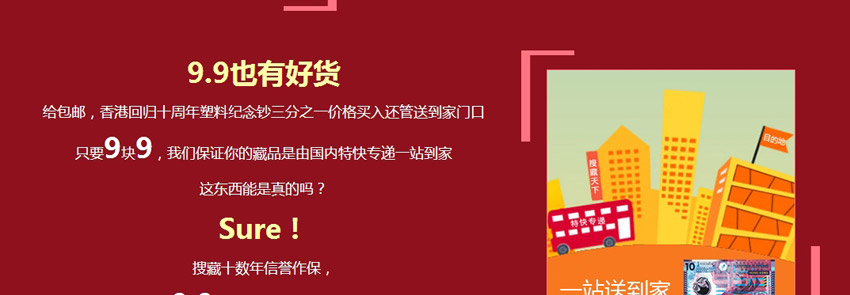 9.9也有好货
给包邮，香港回归十周年塑料纪念钞三分之一价格买入还管送到家门口
只要9块9，我们保证你的藏品是由国内特快专递一站到家
这东西能是真的吗？
Sure！
搜藏十数年信誉作保，
目的地
搜藏天下
特快专递
一站送到家
10